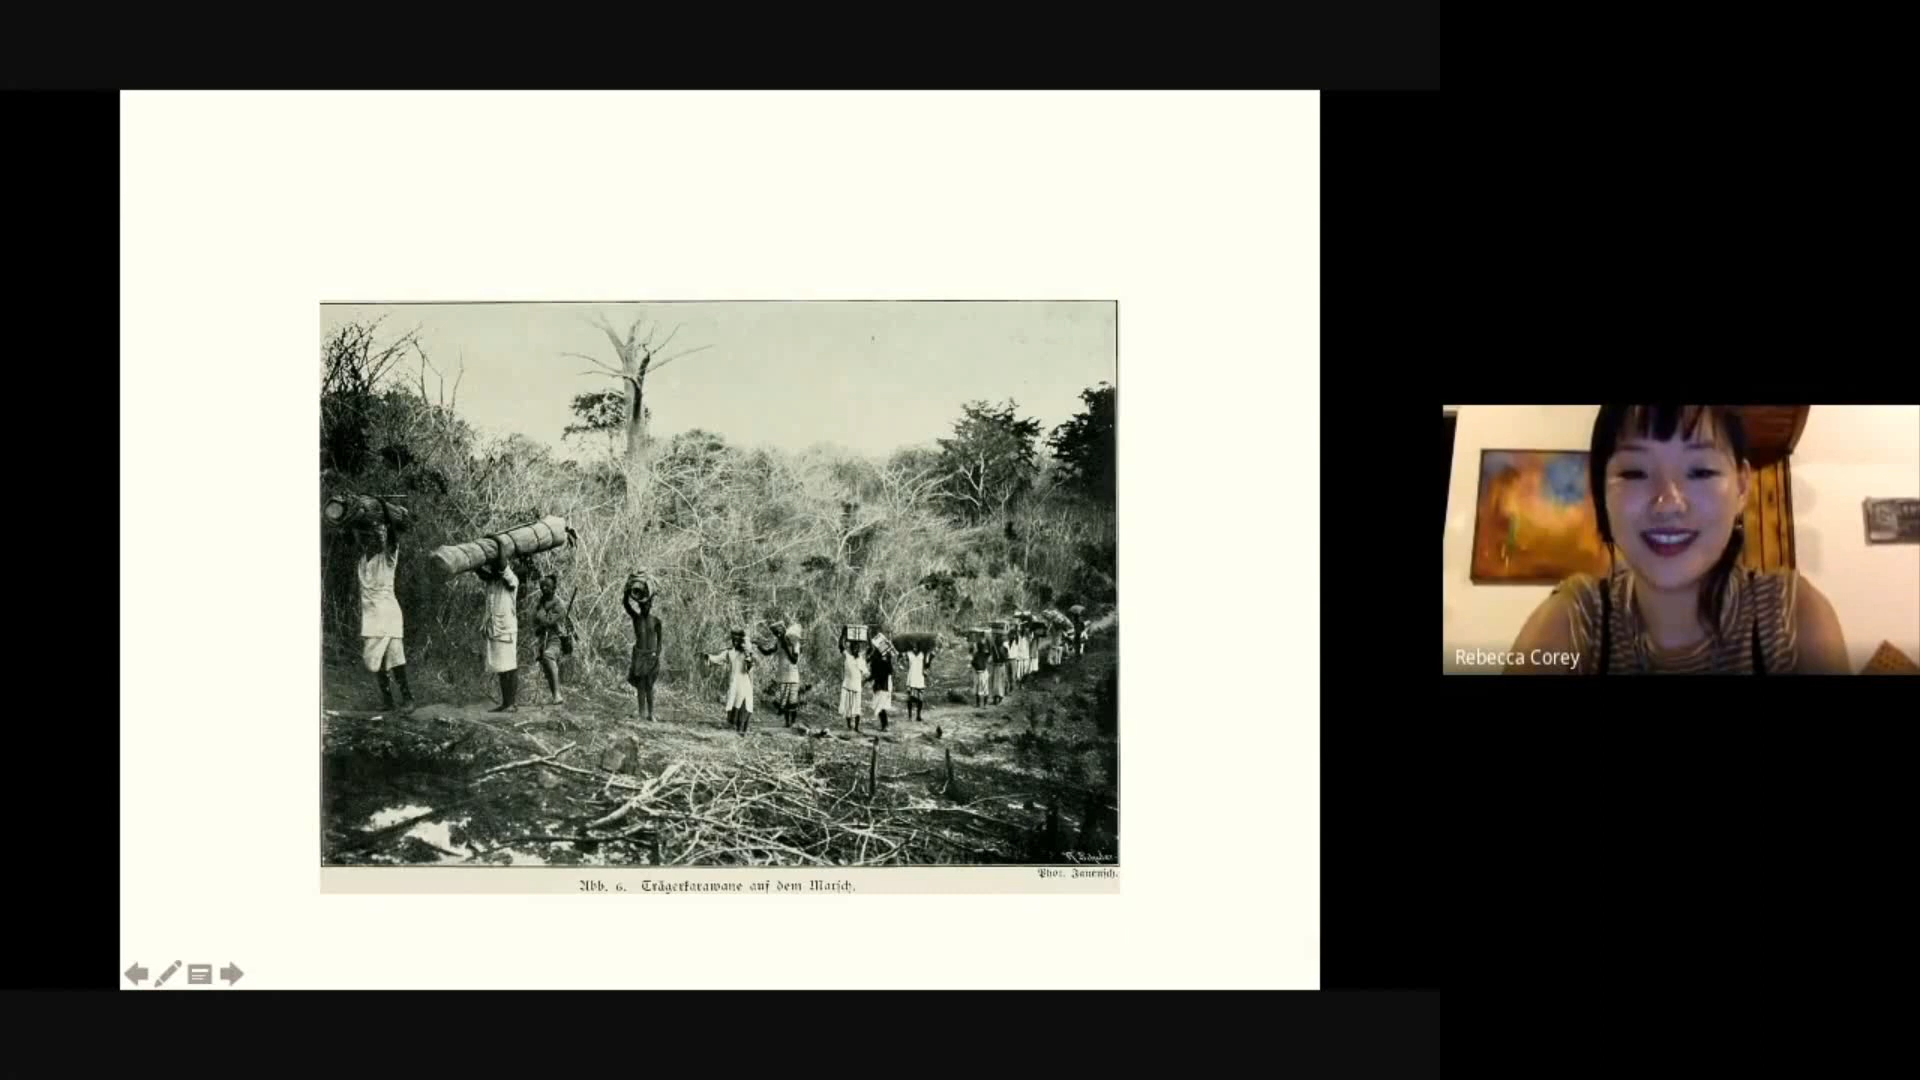 Phot. Janensch.
Abb. 6. Trägerkarawane auf dem Marsch.
Rebecca Corey